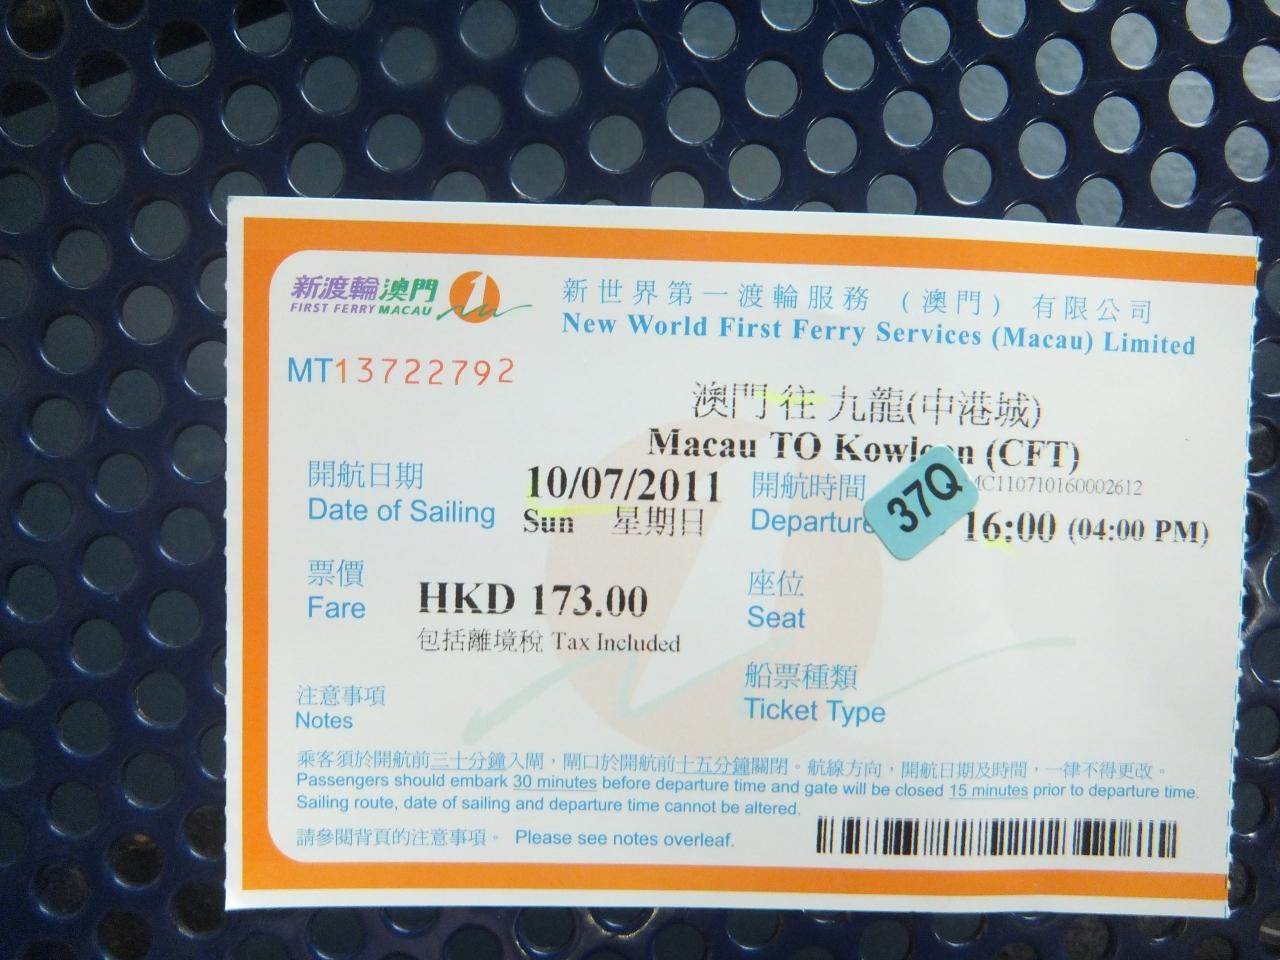 新渡輪澳門
FIRST FERRY MACAU
新世界第一渡輪服務（澳門）有限公司
New World First Ferry Services (Macau) Limited
MT13722792
澳門 往 九龍(中港城)
Macau TO Kowloon (CFT)
開航日期
Date of Sailing
10/07/2011
Sun 星期日
開航時間
Departure
MC110710160002612
37Q
16:00 (04:00 PM)
票價
Fare
HKD 173.00
包括離境稅 Tax Included
座位
Seat
船票種類
Ticket Type
注意事項
Notes
乘客須於開航前三十分鐘入閘，閘口於開航前十五分鐘關閉。航線方向，開航日期及時間，一律不得更改。
Passengers should embark 30 minutes before departure time and gate will be closed 15 minutes prior to departure time.
Sailing route, date of sailing and departure time cannot be altered.
請參閱背頁的注意事項。 Please see notes overleaf.